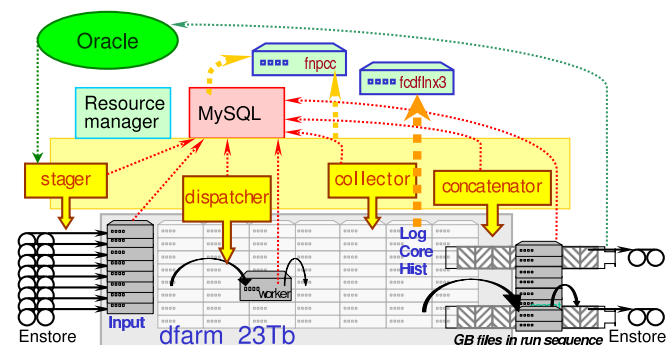 Oracle
fnpcc
fcdflnx3
Resource
manager
MySQL
stager
dispatcher
collector
concatenator
Log
Core
Hist
worker
Input
Enstore
dfarm 23Tb
GB files in run sequence
Enstore